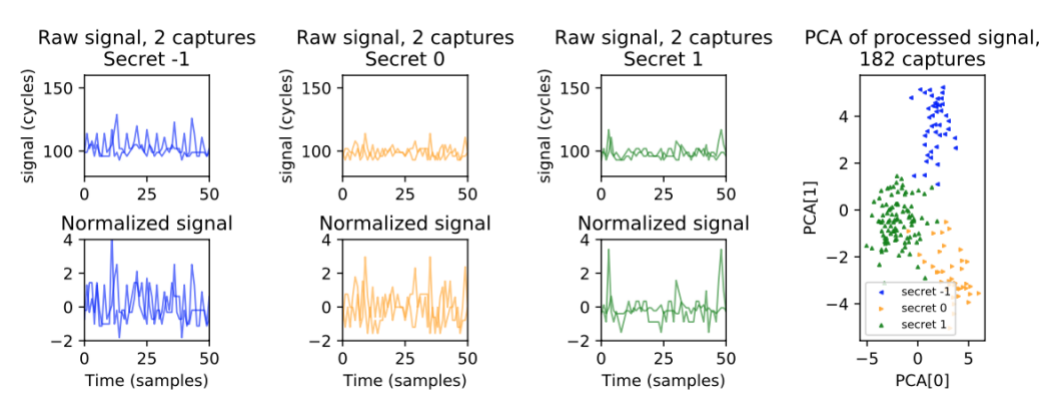 Raw signal, 2 captures
Secret -1
signal (cycles)
150
100
0
25
50
Raw signal, 2 captures
Secret 0
signal (cycles)
150
100
0
25
50
Raw signal, 2 captures
Secret 1
signal (cycles)
150
100
0
25
50
Normalized signal
4
2
0
−2
0
25
50
Time (samples)
Normalized signal
4
2
0
−2
0
25
50
Time (samples)
Normalized signal
4
2
0
−2
0
25
50
Time (samples)
PCA of processed signal,
182 captures
PCA[1]
4
2
0
−2
−4
secret -1
secret 0
secret 1
−5
0
5
PCA[0]